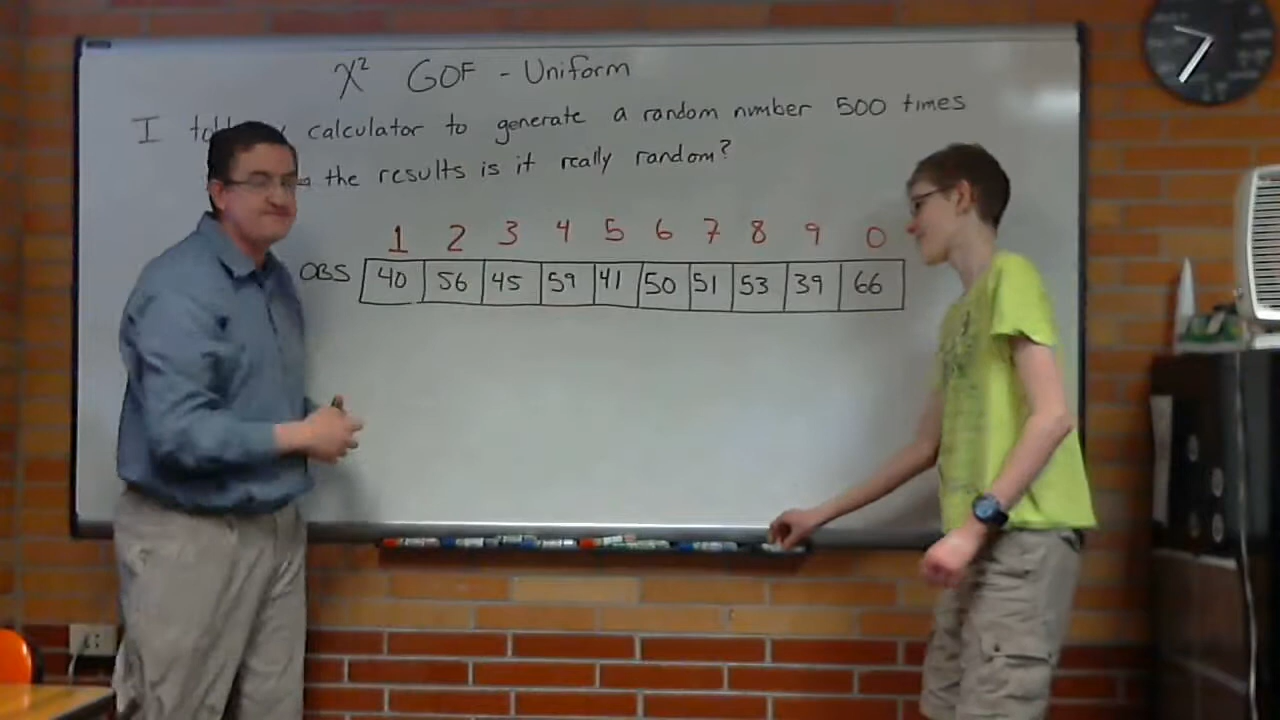 χ² GOF - Uniform
I calculator to generate a random number 500 times
the results is it really random?
1 2 3 4 5 6 7 8 9 0
OBS 40 56 45 59 41 50 51 53 39 66